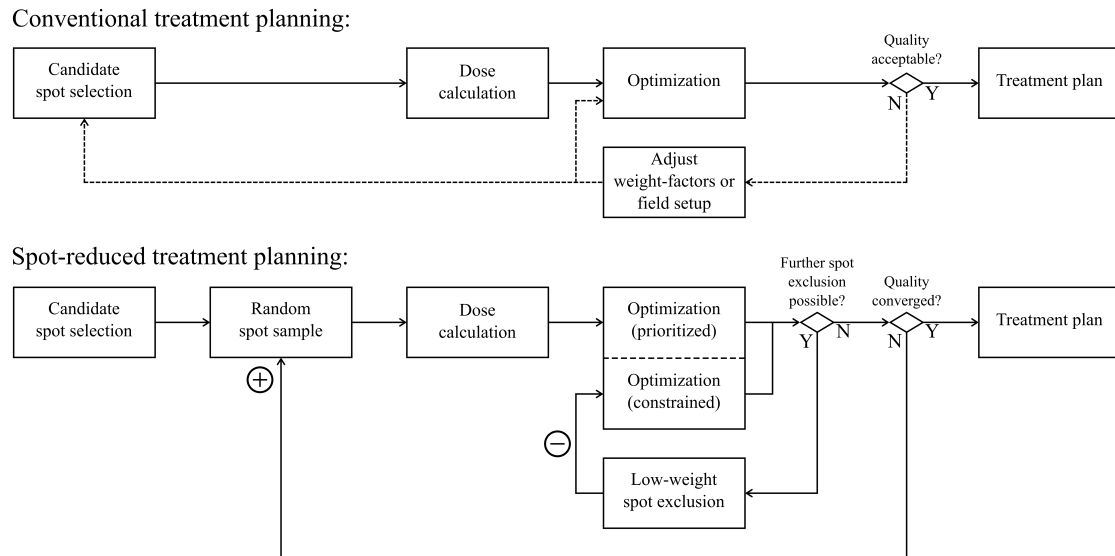 Conventional treatment planning:
Candidate
spot selection
Dose
calculation
Optimization
Quality
acceptable?
N
Y
Treatment plan
Adjust
weight-factors or
field setup
Spot-reduced treatment planning:
Candidate
spot selection
Random
spot sample
Dose
calculation
Optimization
(prioritized)
Optimization
(constrained)
Further spot
exclusion
possible?
Y
N
Quality
converged?
N
Y
Treatment plan
+
−
Low-weight
spot exclusion